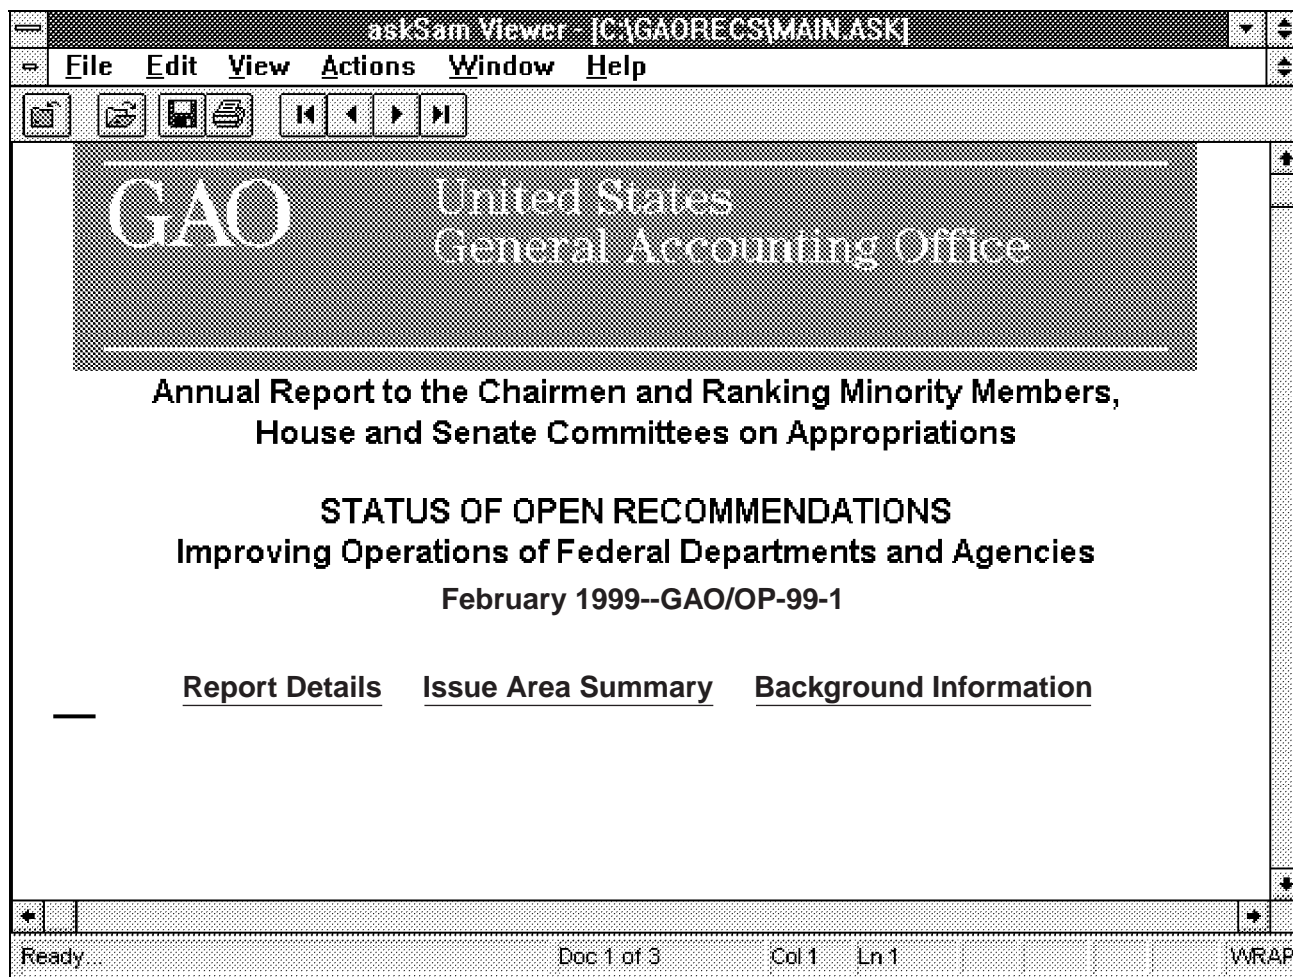 askSam Viewer - [C:\GAORECS\MAIN.ASK]
File Edit View Actions Window Help
GAO United States
General Accounting Office
Annual Report to the Chairmen and Ranking Minority Members,
House and Senate Committees on Appropriations
STATUS OF OPEN RECOMMENDATIONS
Improving Operations of Federal Departments and Agencies
February 1999--GAO/OP-99-1
Report Details Issue Area Summary Background Information
Ready... Doc 1 of 3 Col 1 Ln 1 WRAP